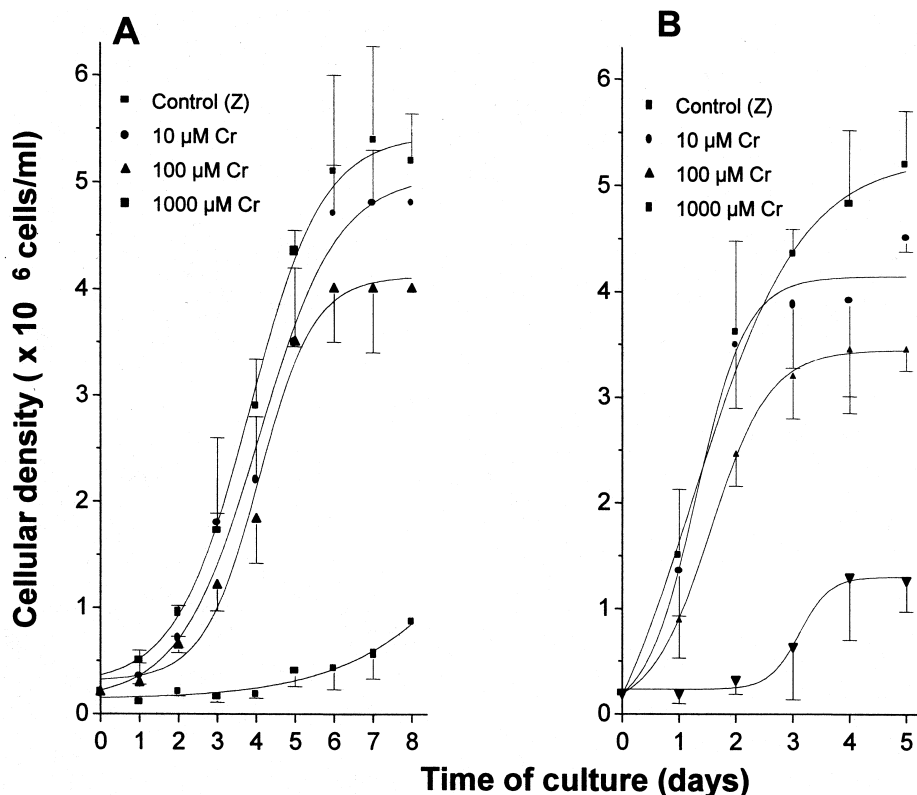 A
B
Control (Z)
10 µM Cr
100 µM Cr
1000 µM Cr
Control (Z)
10 µM Cr
100 µM Cr
1000 µM Cr
Cellular density ( x 10 6 cells/ml)
6
5
4
3
2
1
0
0 1 2 3 4 5 6 7 8
6
5
4
3
2
1
0
0 1 2 3 4 5
Time of culture (days)